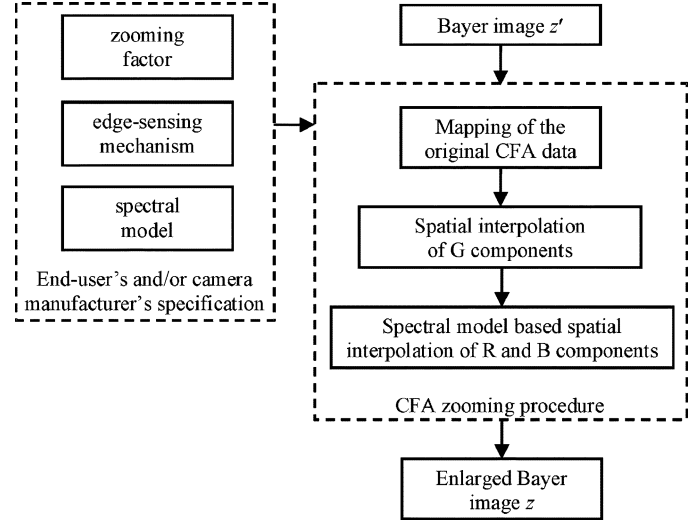 zooming
factor
edge-sensing
mechanism
spectral
model
End-user's and/or camera
manufacturer's specification
Bayer image z'
Mapping of the
original CFA data
Spatial interpolation
of G components
Spectral model based spatial
interpolation of R and B components
CFA zooming procedure
Enlarged Bayer
image z